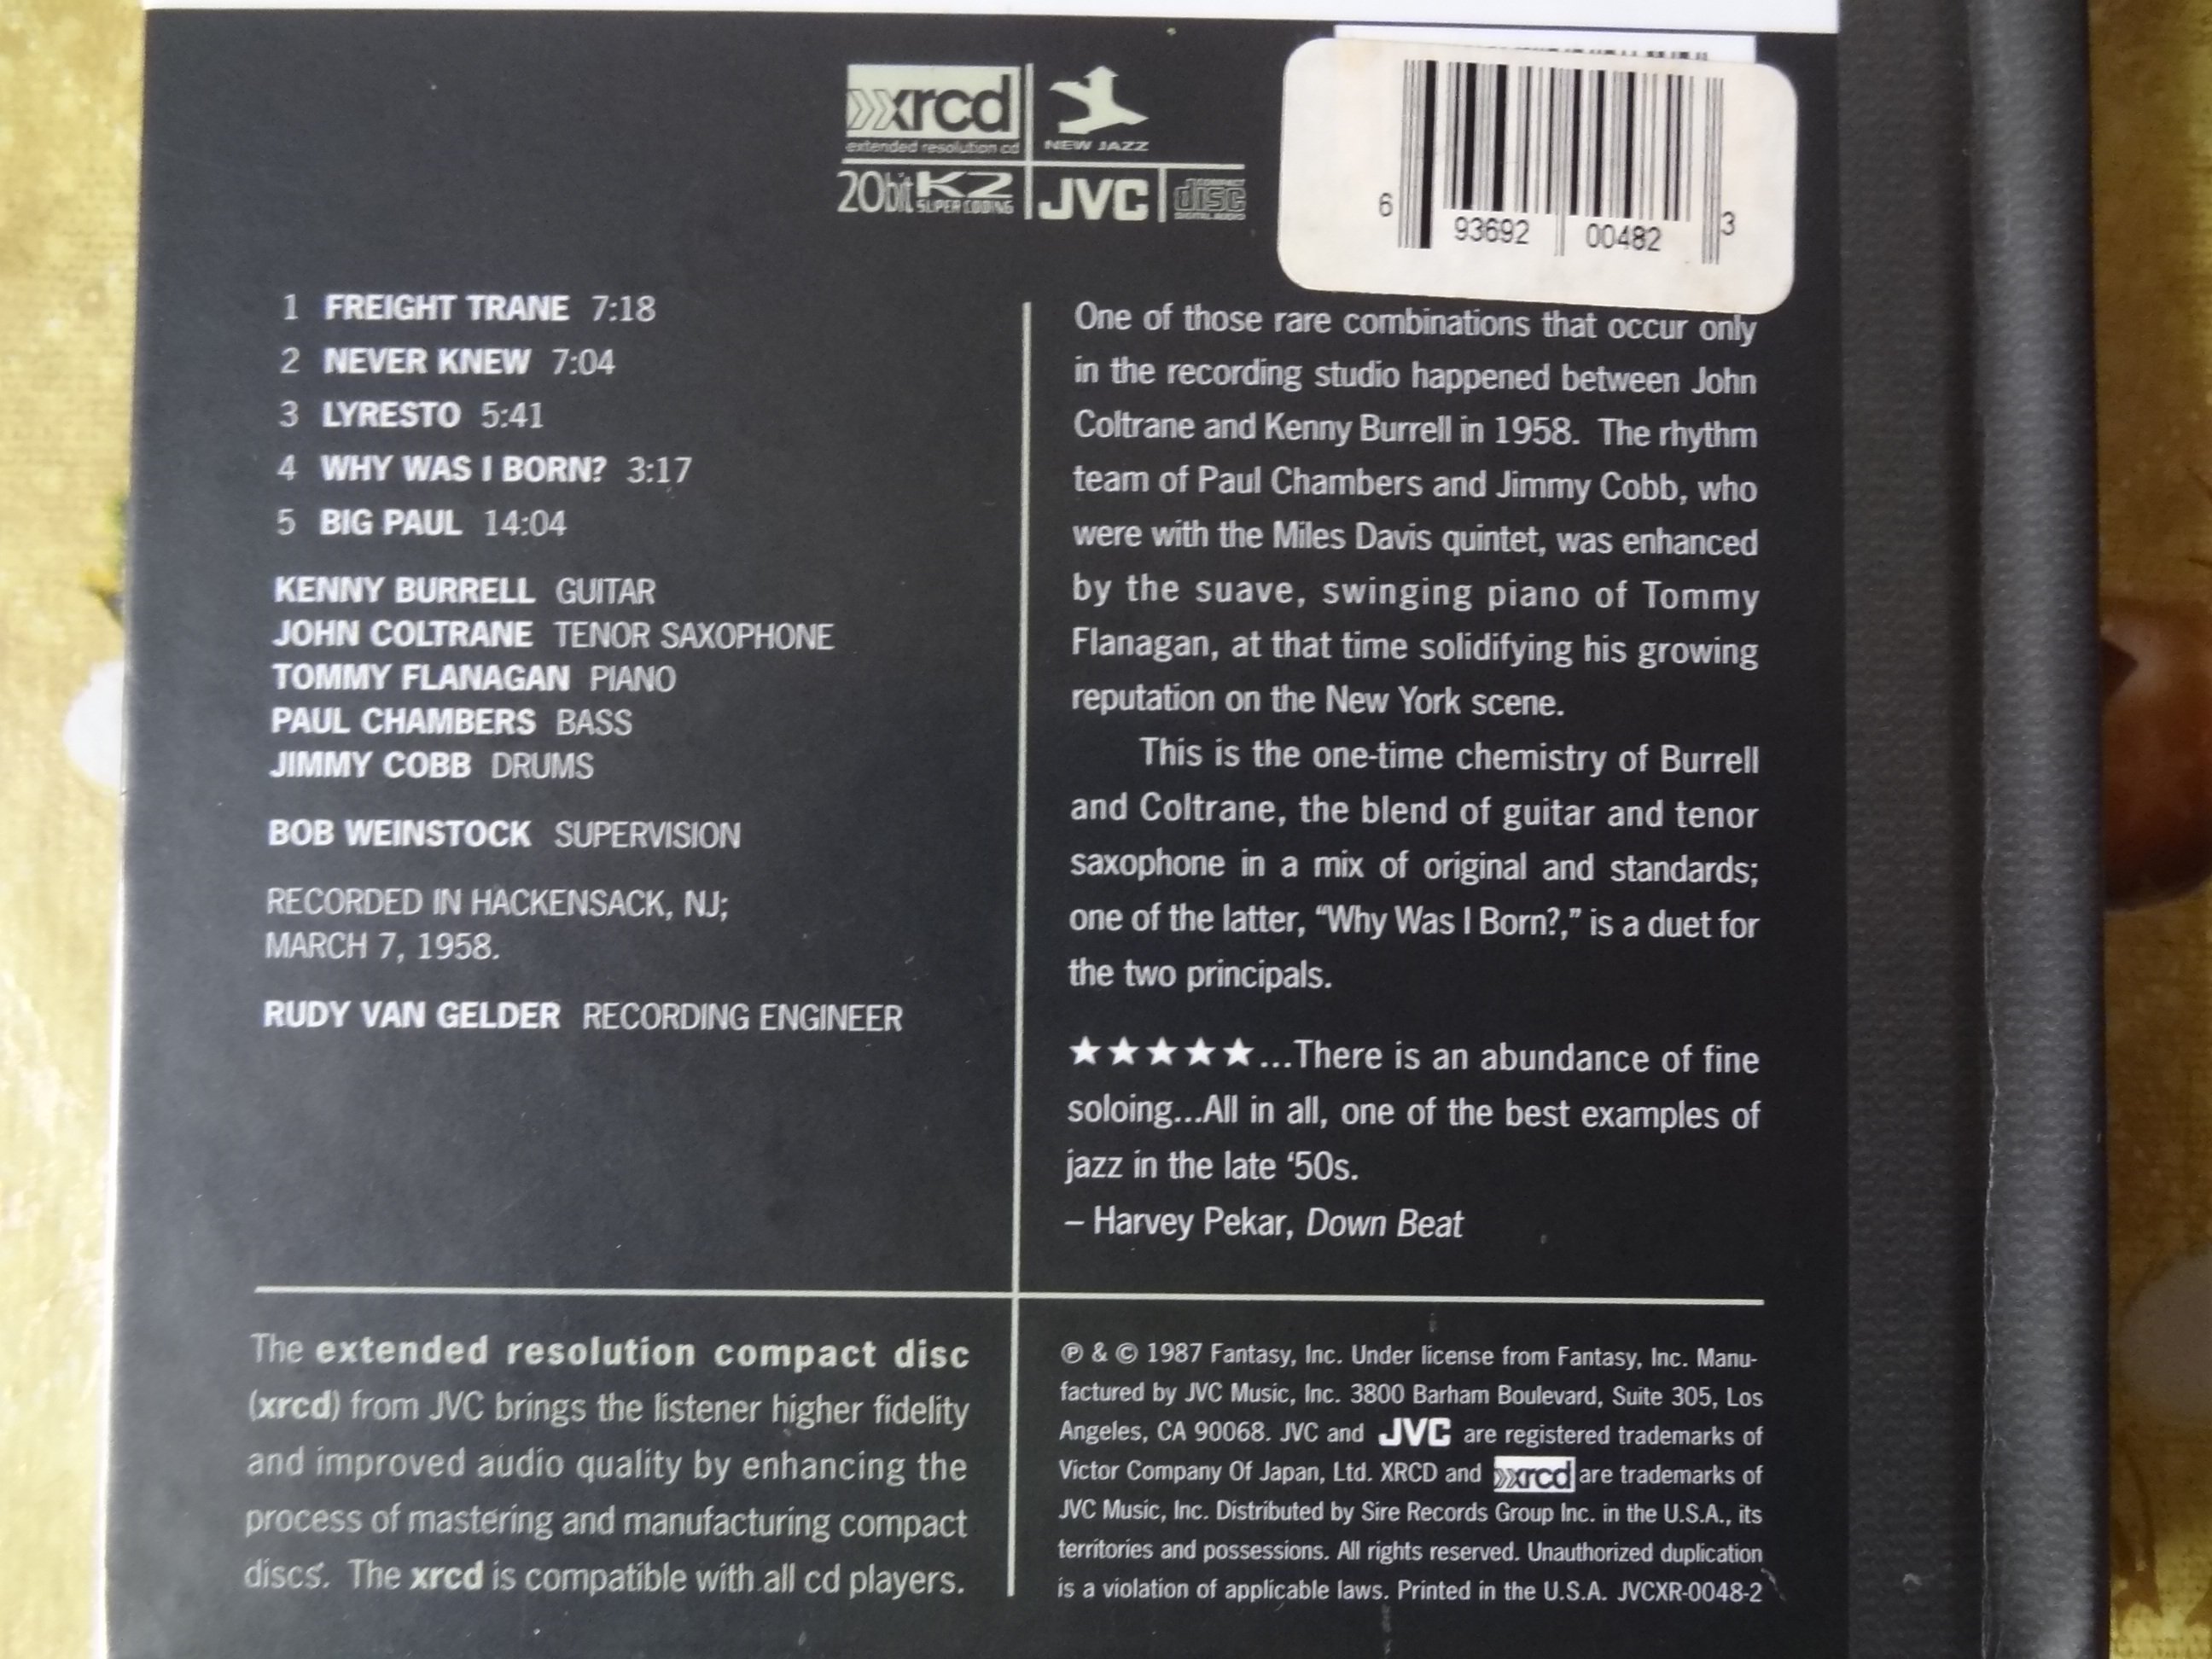 »xrcd
extended resolution cd
NEW JAZZ
20bit K2
SUPER CODING
JVC
COMPACT
disc
DIGITAL AUDIO
6 93692 00482 3
1 FREIGHT TRANE 7:18
2 NEVER KNEW 7:04
3 LYRESTO 5:41
4 WHY WAS I BORN? 3:17
5 BIG PAUL 14:04
KENNY BURRELL GUITAR
JOHN COLTRANE TENOR SAXOPHONE
TOMMY FLANAGAN PIANO
PAUL CHAMBERS BASS
JIMMY COBB DRUMS
BOB WEINSTOCK SUPERVISION
RECORDED IN HACKENSACK, NJ;
MARCH 7, 1958.
RUDY VAN GELDER RECORDING ENGINEER
One of those rare combinations that occur only
in the recording studio happened between John
Coltrane and Kenny Burrell in 1958. The rhythm
team of Paul Chambers and Jimmy Cobb, who
were with the Miles Davis quintet, was enhanced
by the suave, swinging piano of Tommy
Flanagan, at that time solidifying his growing
reputation on the New York scene.
This is the one-time chemistry of Burrell
and Coltrane, the blend of guitar and tenor
saxophone in a mix of original and standards;
one of the latter, “Why Was I Born?,” is a duet for
the two principals.
★★★★★...There is an abundance of fine
soloing...All in all, one of the best examples of
jazz in the late ‘50s.
– Harvey Pekar, Down Beat
The extended resolution compact disc
(xrcd) from JVC brings the listener higher fidelity
and improved audio quality by enhancing the
process of mastering and manufacturing compact
discs. The xrcd is compatible with all cd players.
℗ & © 1987 Fantasy, Inc. Under license from Fantasy, Inc. Manu-
factured by JVC Music, Inc. 3800 Barham Boulevard, Suite 305, Los
Angeles, CA 90068. JVC and JVC are registered trademarks of
Victor Company Of Japan, Ltd. XRCD and »xrcd are trademarks of
JVC Music, Inc. Distributed by Sire Records Group Inc. in the U.S.A., its
territories and possessions. All rights reserved. Unauthorized duplication
is a violation of applicable laws. Printed in the U.S.A. JVCXR-0048-2